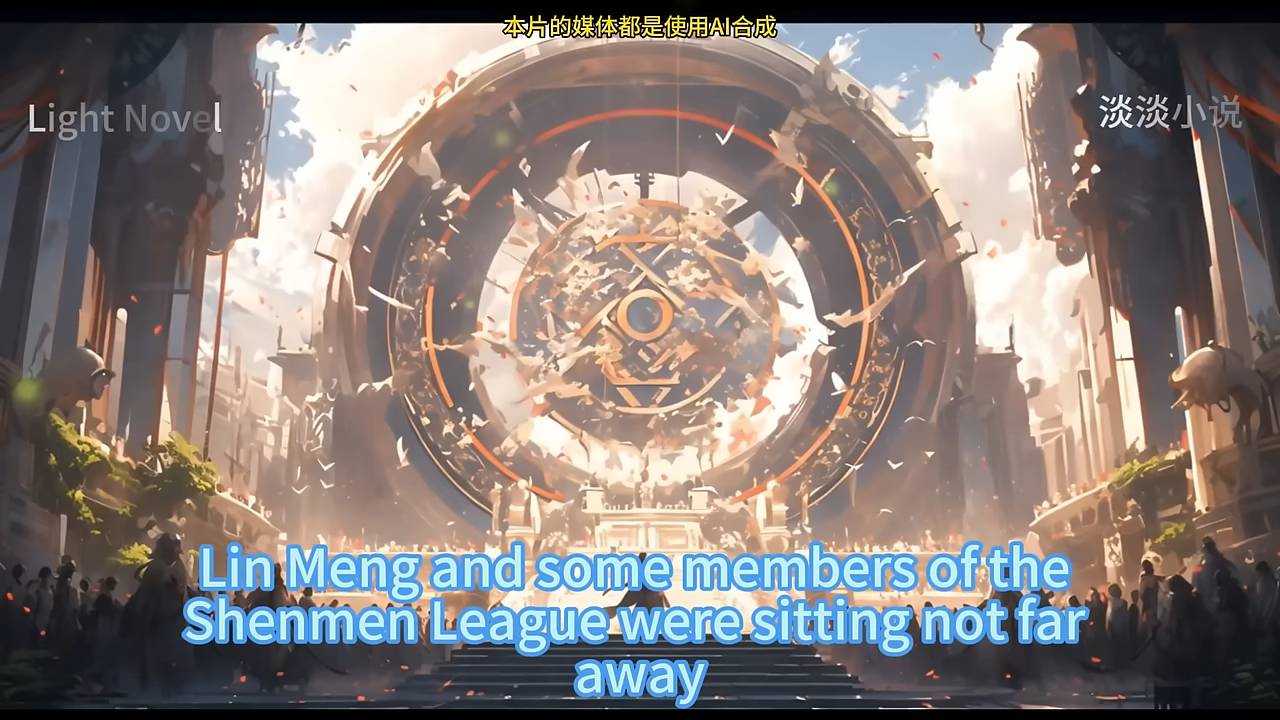 本片的媒体都是使用AI合成
Light Novel
淡淡小说
Lin Meng and some members of the
Shenmen League were sitting not far
away